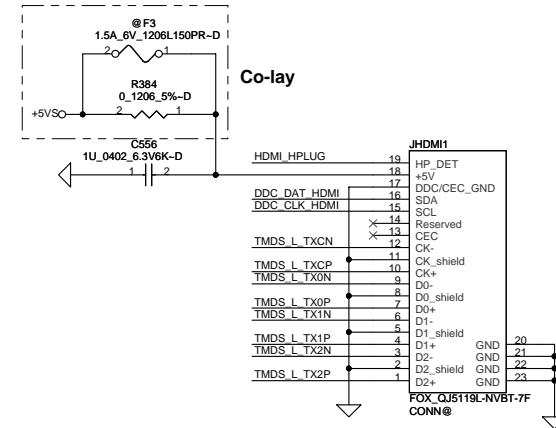 @F3
1.5A_6V_1206L150PR~D
2 1
Co-lay
R384
0_1206_5%~D
+5VS 2 1
C556
1U_0402_6.3V6K~D
1 2
JHDMI1
HDMI_HPLUG 19 HP_DET
18 +5V
17 DDC/CEC_GND
DDC_DAT_HDMI 16 SDA
DDC_CLK_HDMI 15 SCL
14 Reserved
13 CEC
TMDS_L_TXCN 12 CK-
11 CK_shield
TMDS_L_TXCP 10 CK+
TMDS_L_TX0N 9 D0-
8 D0_shield
TMDS_L_TX0P 7 D0+
TMDS_L_TX1N 6 D1-
5 D1_shield
TMDS_L_TX1P 4 D1+ GND 20
TMDS_L_TX2N 3 D2- GND 21
2 D2_shield GND 22
TMDS_L_TX2P 1 D2+ GND 23
FOX_QJ5119L-NVBT-7F
CONN@